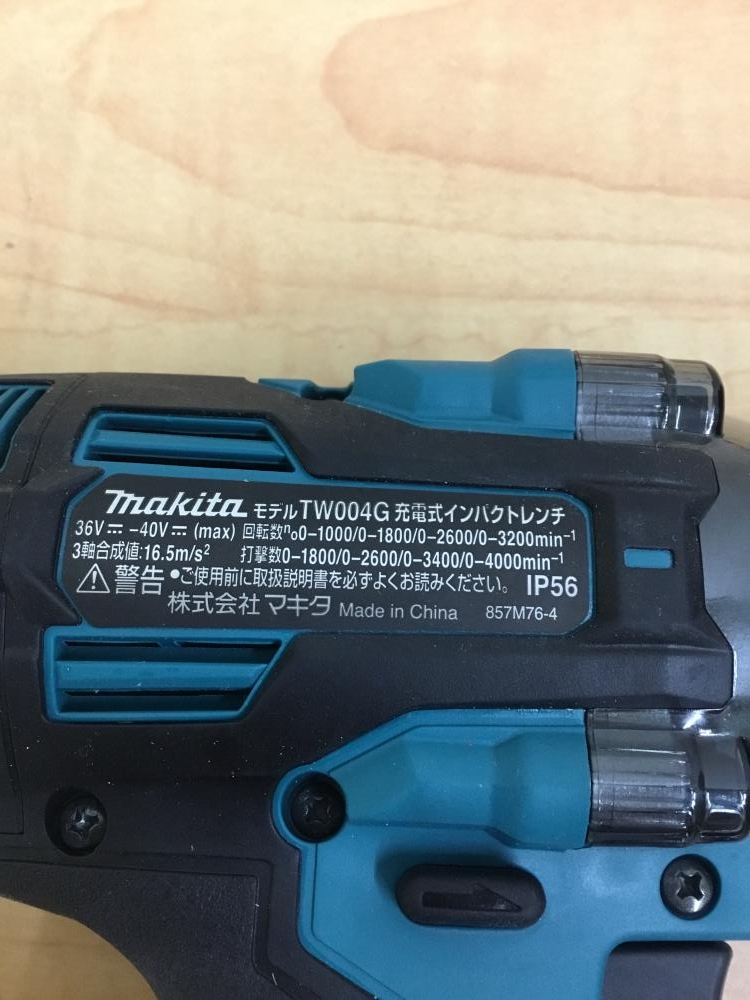 makita モデルTW004G 充電式インパクトレンチ
36V⎓ -40V⎓ (max) 回転数n₀0-1000/0-1800/0-2600/0-3200min⁻¹
3軸合成値:16.5m/s² 打撃数0-1800/0-2600/0-3400/0-4000min⁻¹
⚠警告 ●ご使用前に取扱説明書を必ずよくお読みください。 IP56
株式会社 マキタ Made in China 857M76-4